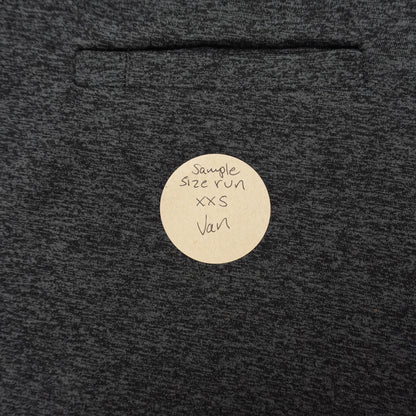 Sample
Size run
XXS
Van